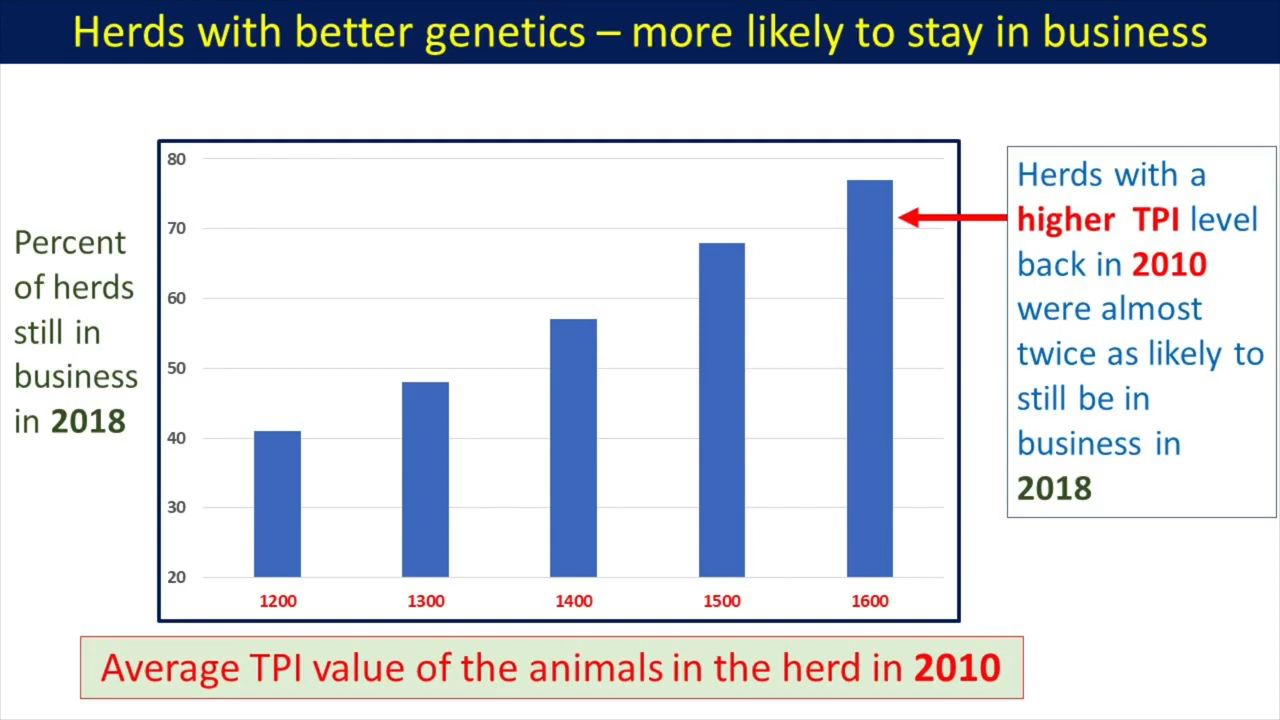 Herds with better genetics – more likely to stay in business
Percent
of herds
still in
business
in 2018
80
70
60
50
40
30
20
1200 1300 1400 1500 1600
Average TPI value of the animals in the herd in 2010
Herds with a
higher TPI level
back in 2010
were almost
twice as likely to
still be in
business in
2018